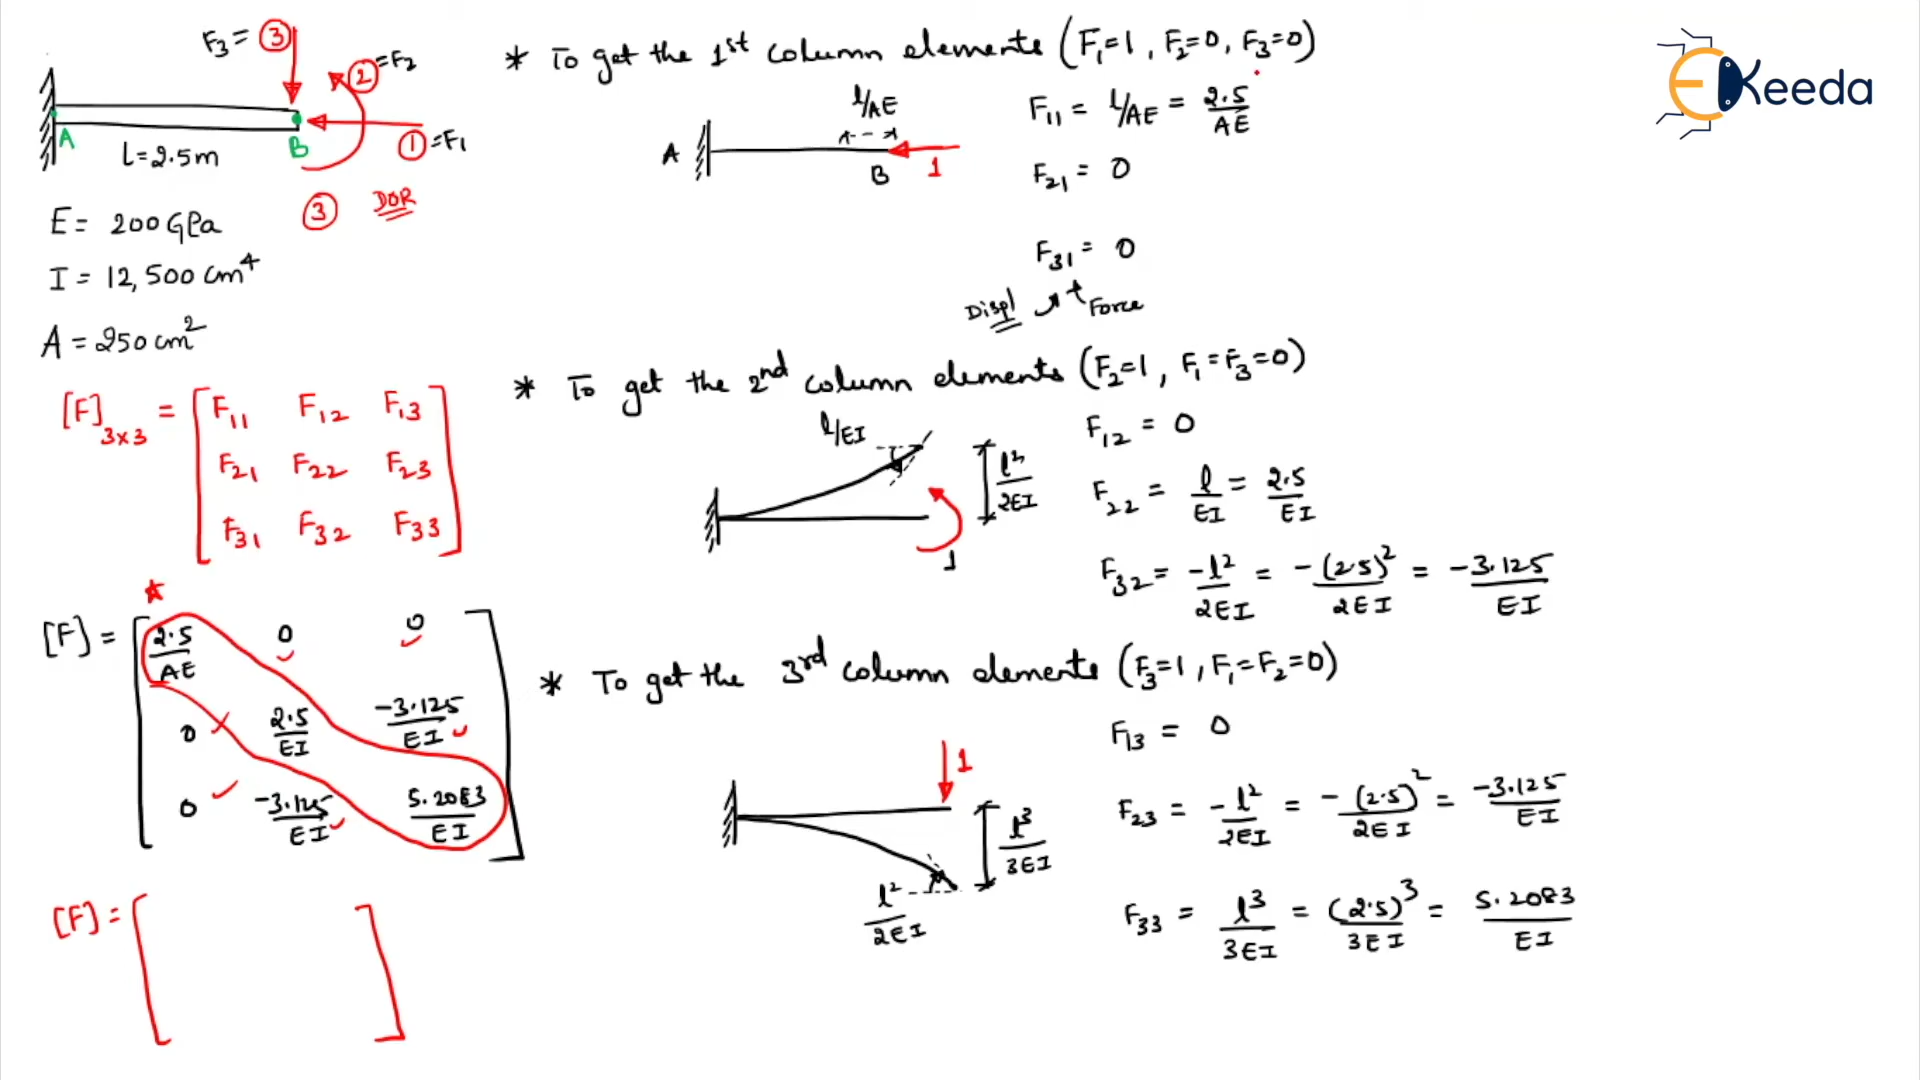 F₃ = ③
② = F₂
① = F₁
A
B
l = 2.5m
③ DOR
E = 200 GPa
I = 12,500 cm⁴
A = 250 cm²
[F]₃ₓ₃ = [ F₁₁ F₁₂ F₁₃
F₂₁ F₂₂ F₂₃
F₃₁ F₃₂ F₃₃ ]
[F] = [ 2.5/AE 0 0
0 2.5/EI -3.125/EI
0 -3.125/EI 5.2083/EI ]
[F] = [ ]
* To get the 1st column elements (F₁=1, F₂=0, F₃=0)
l/AE
A
B
1
F₁₁ = l/AE = 2.5/AE
F₂₁ = 0
F₃₁ = 0
Displ Force
* To get the 2nd column elements (F₂=1, F₁=F₃=0)
l/EI
l²/2EI
1
F₁₂ = 0
F₂₂ = l/EI = 2.5/EI
F₃₂ = -l²/2EI = -(2.5)²/2EI = -3.125/EI
* To get the 3rd column elements (F₃=1, F₁=F₂=0)
1
l³/3EI
l²/2EI
F₁₃ = 0
F₂₃ = -l²/2EI = -(2.5)²/2EI = -3.125/EI
F₃₃ = l³/3EI = (2.5)³/3EI = 5.2083/EI
EKeeda